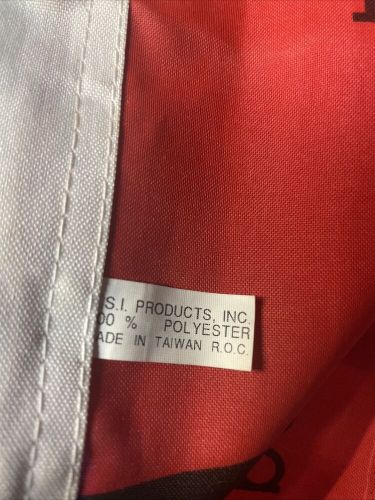 S.I. PRODUCTS, INC.
00 % POLYESTER
ADE IN TAIWAN R.O.C.